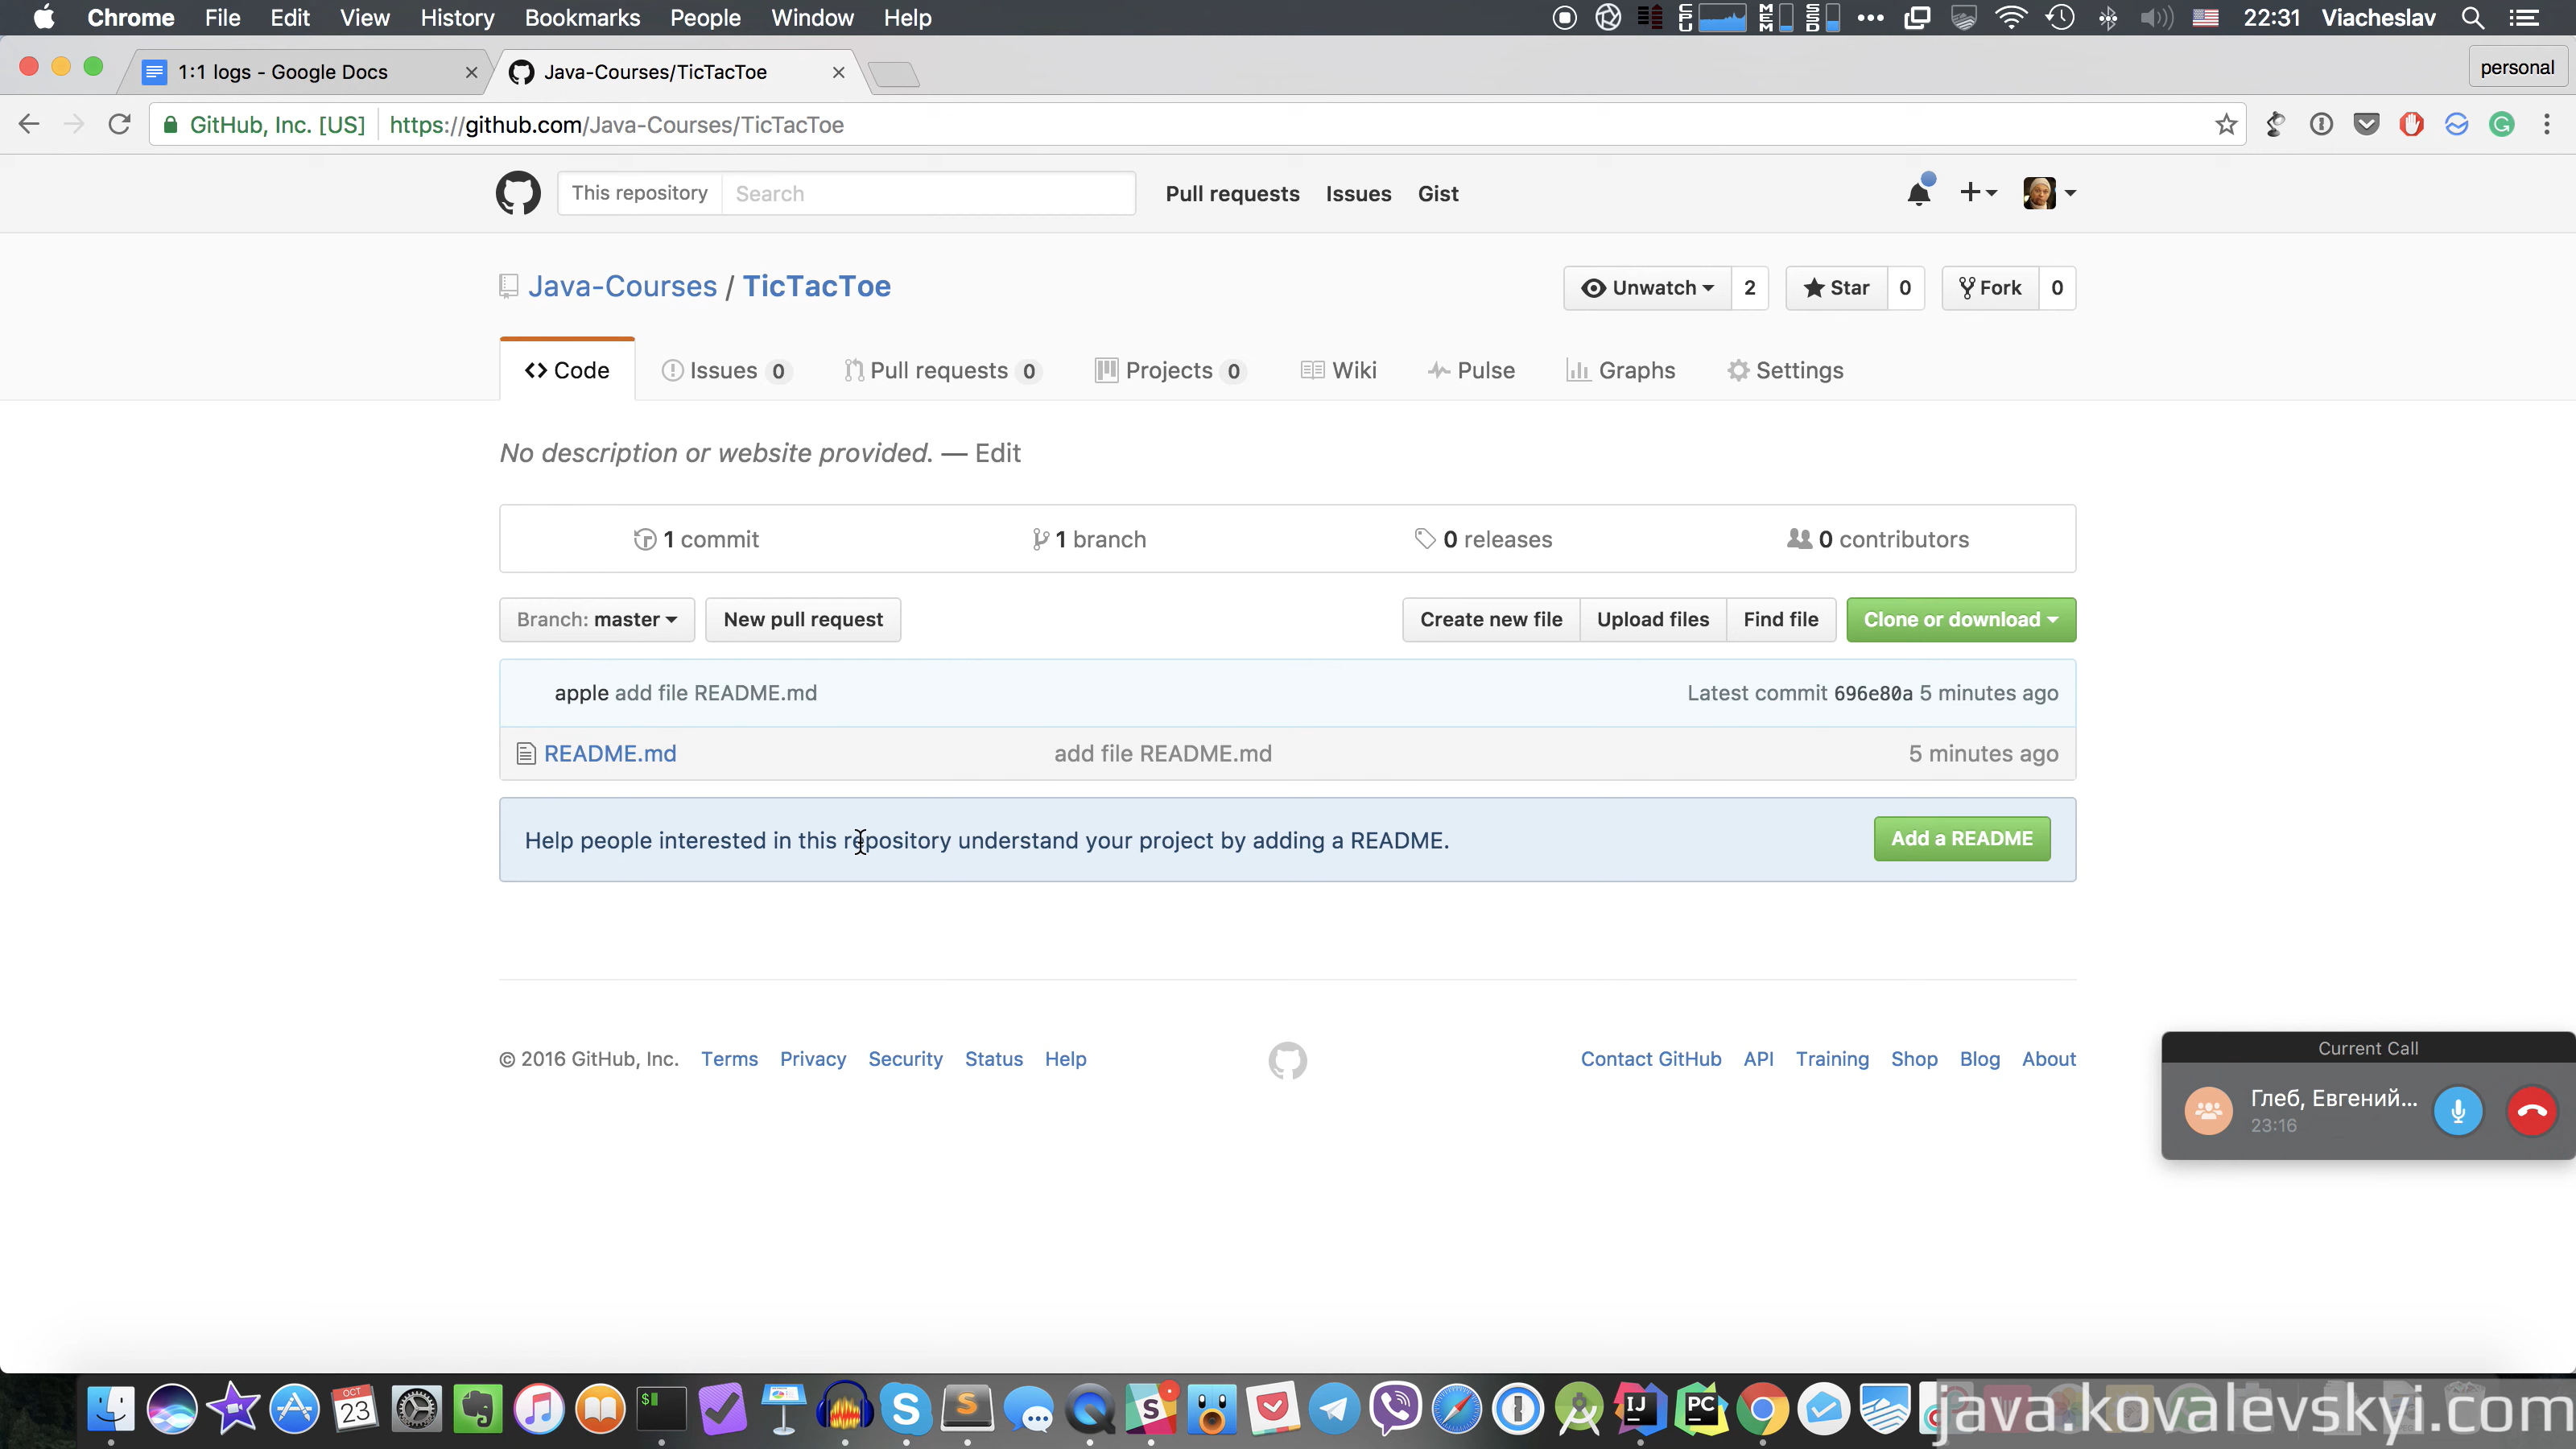 Chrome File Edit View History Bookmarks People Window Help
CPU MEM SSD 22:31 Viacheslav
1:1 logs - Google Docs
Java-Courses/TicTacToe
personal
GitHub, Inc. [US] https://github.com/Java-Courses/TicTacToe
This repository Search Pull requests Issues Gist
Java-Courses / TicTacToe
Unwatch 2 Star 0 Fork 0
Code Issues 0 Pull requests 0 Projects 0 Wiki Pulse Graphs Settings
No description or website provided. — Edit
1 commit 1 branch 0 releases 0 contributors
Branch: master New pull request Create new file Upload files Find file Clone or download
apple add file README.md Latest commit 696e80a 5 minutes ago
README.md add file README.md 5 minutes ago
Help people interested in this repository understand your project by adding a README. Add a README
© 2016 GitHub, Inc. Terms Privacy Security Status Help Contact GitHub API Training Shop Blog About
Current Call
Глеб, Евгений...
23:16
OCT
23
$
S
S
S
IJ
PC
java.kovalevskyi.com